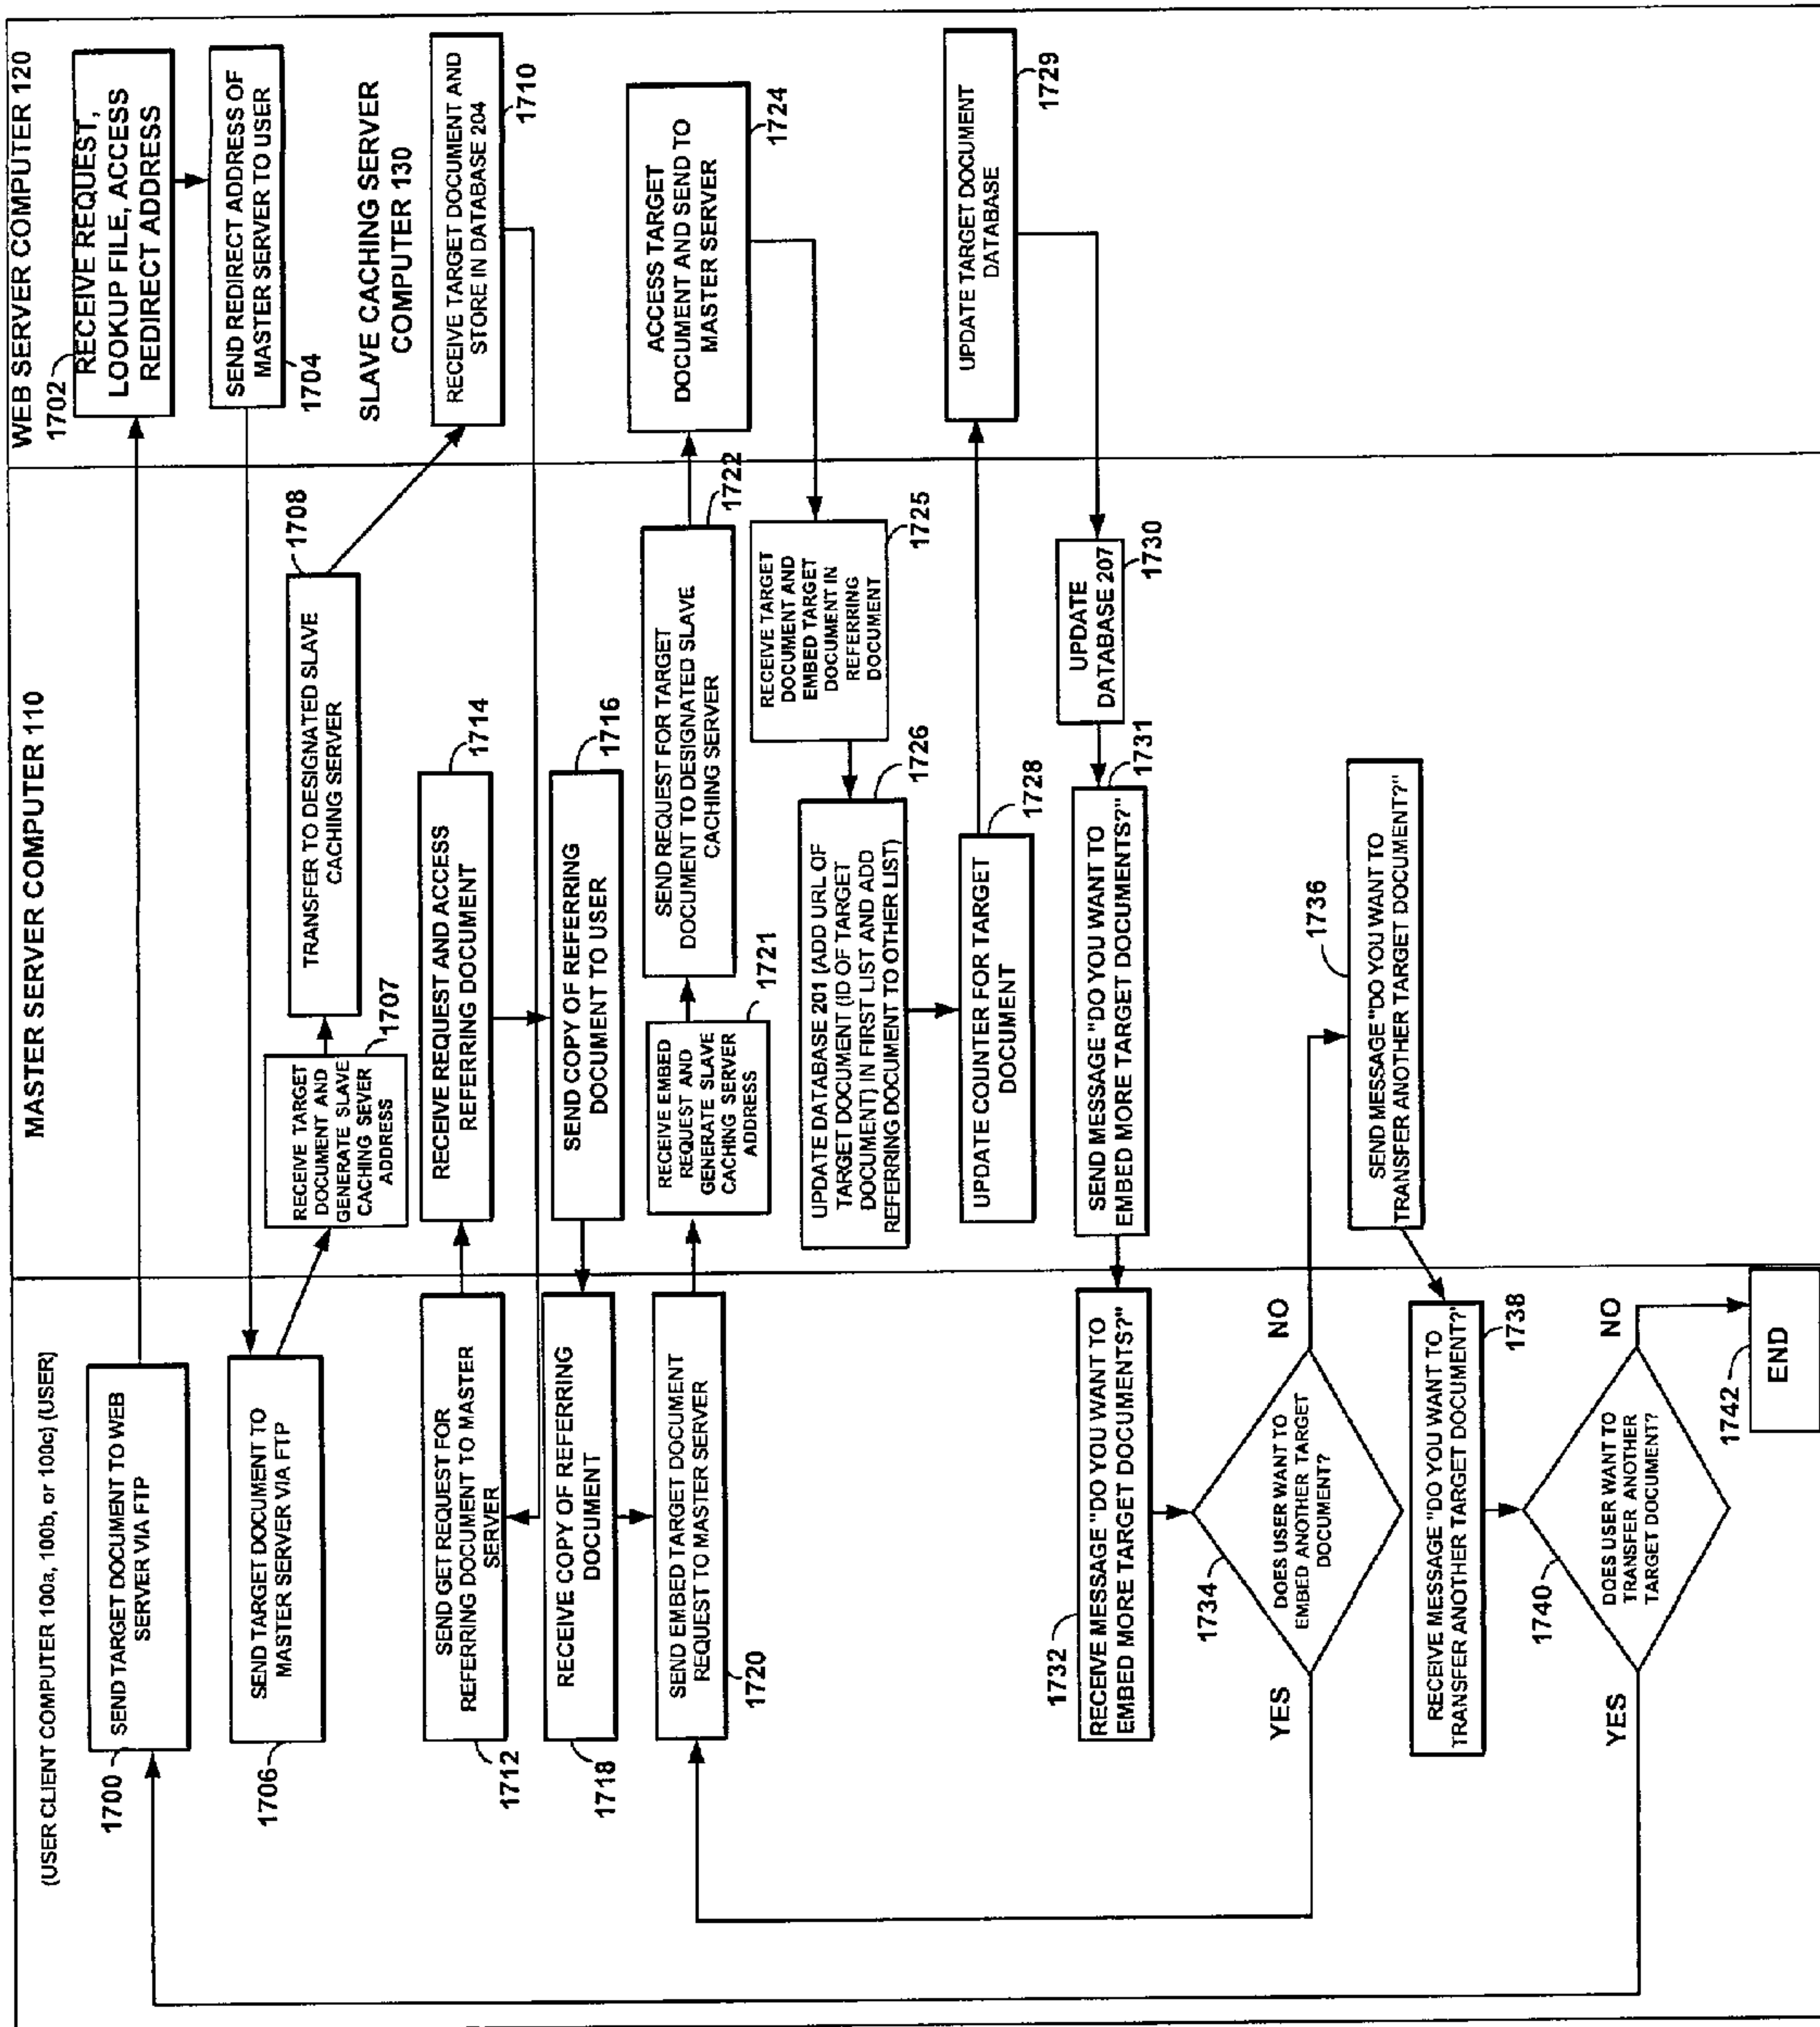 (USER CLIENT COMPUTER 100a, 100b, or 100c) (USER)
MASTER SERVER COMPUTER 110
WEB SERVER COMPUTER 120
1700
SEND TARGET DOCUMENT TO WEB
SERVER VIA FTP
1702
RECEIVE REQUEST,
LOOKUP FILE, ACCESS
REDIRECT ADDRESS
SEND REDIRECT ADDRESS OF
MASTER SERVER TO USER
1704
SEND TARGET DOCUMENT TO
MASTER SERVER VIA FTP
1706
RECEIVE TARGET
DOCUMENT AND
GENERATE SLAVE
CACHING SEVER
ADDRESS
1707
TRANSFER TO DESIGNATED SLAVE
CACHING SERVER
1708
SLAVE CACHING SERVER
COMPUTER 130
RECEIVE TARGET DOCUMENT AND
STORE IN DATABASE 204
1710
SEND GET REQUEST FOR
REFERRING DOCUMENT TO MASTER
SERVER
1712
RECEIVE REQUEST AND ACCESS
REFERRING DOCUMENT
1714
SEND COPY OF REFERRING
DOCUMENT TO USER
1716
RECEIVE COPY OF REFERRING
DOCUMENT
1718
SEND EMBED TARGET DOCUMENT
REQUEST TO MASTER SERVER
1720
RECEIVE EMBED
REQUEST AND
GENERATE SLAVE
CACHING SERVER
ADDRESS
1721
SEND REQUEST FOR TARGET
DOCUMENT TO DESIGNATED SLAVE
CACHING SERVER
1722
ACCESS TARGET
DOCUMENT AND SEND TO
MASTER SERVER
1724
RECEIVE TARGET
DOCUMENT AND
EMBED TARGET
DOCUMENT IN
REFERRING
DOCUMENT
1725
UPDATE DATABASE 201 (ADD URL OF
TARGET DOCUMENT (ID OF TARGET
DOCUMENT) IN FIRST LIST AND ADD
REFERRING DOCUMENT TO OTHER LIST)
1726
UPDATE COUNTER FOR TARGET
DOCUMENT
1728
UPDATE TARGET DOCUMENT
DATABASE
1729
UPDATE
DATABASE 207
1730
SEND MESSAGE "DO YOU WANT TO
EMBED MORE TARGET DOCUMENTS?"
1731
1732
RECEIVE MESSAGE "DO YOU WANT TO
EMBED MORE TARGET DOCUMENTS?"
1734
DOES USER WANT TO
EMBED ANOTHER TARGET
DOCUMENT?
YES
NO
1736
SEND MESSAGE "DO YOU WANT TO
TRANSFER ANOTHER TARGET DOCUMENT?"
RECEIVE MESSAGE "DO YOU WANT TO
TRANSFER ANOTHER TARGET DOCUMENT?"
1738
1740
DOES USER WANT TO
TRANSFER ANOTHER
TARGET DOCUMENT?
YES
NO
1742
END